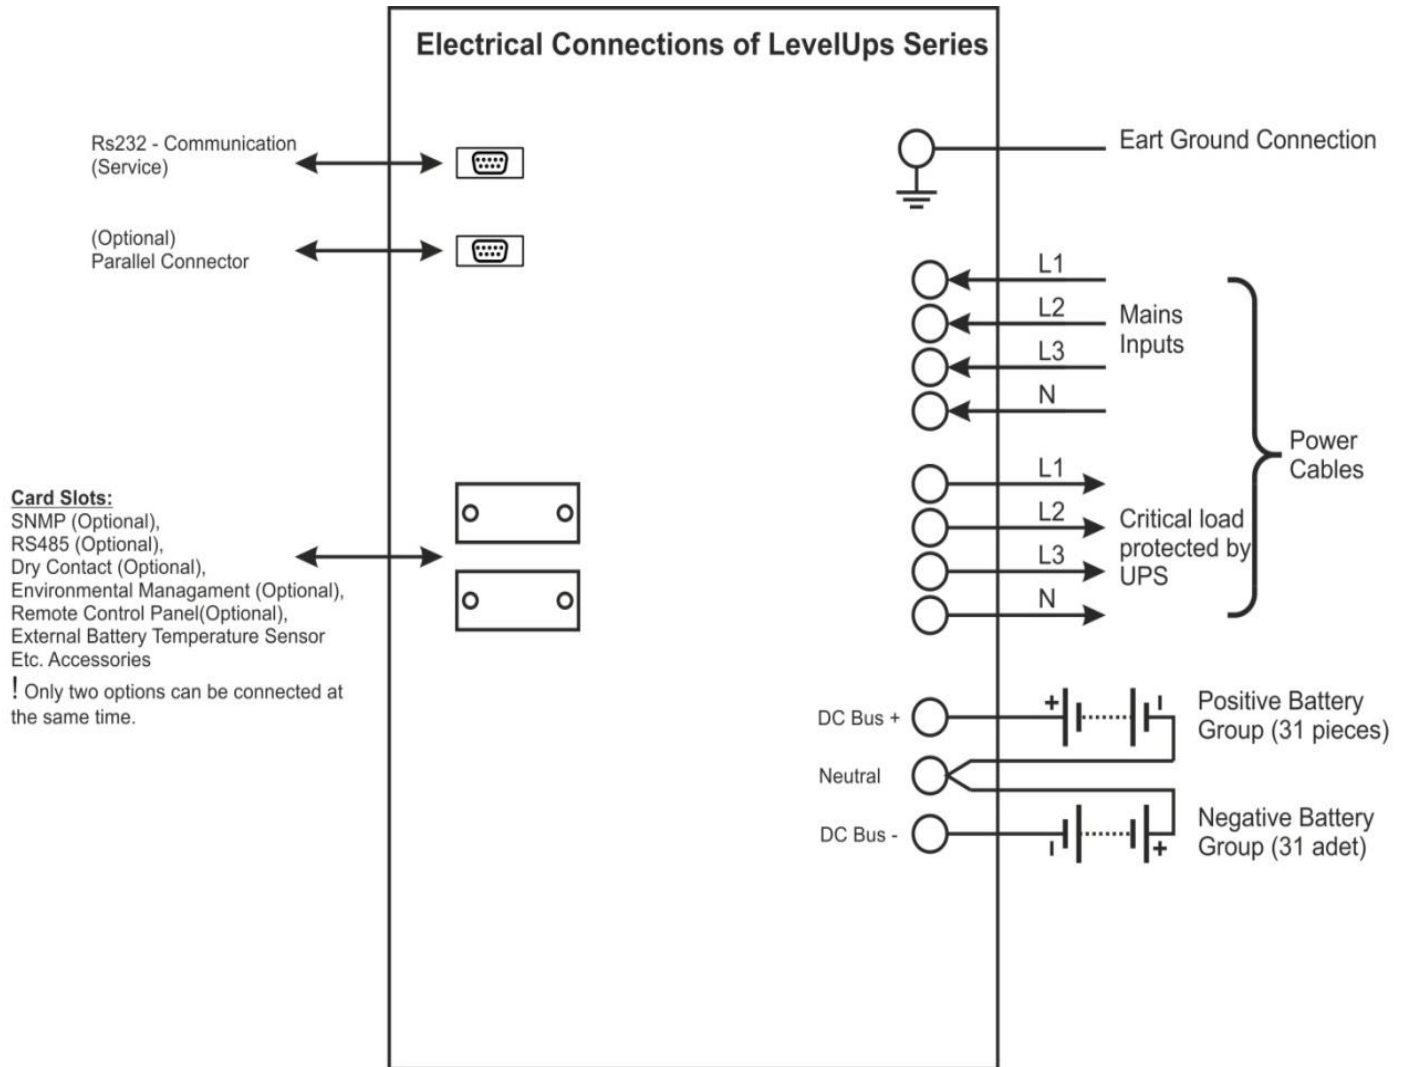 Electrical Connections of LevelUps Series
Rs232 - Communication
(Service)
(Optional)
Parallel Connector
Card Slots:
SNMP (Optional),
RS485 (Optional),
Dry Contact (Optional),
Environmental Managament (Optional),
Remote Control Panel(Optional),
External Battery Temperature Sensor
Etc. Accessories
! Only two options can be connected at
the same time.
Eart Ground Connection
L1
L2
L3
N
Mains
Inputs
L1
L2
L3
N
Critical load
protected by
UPS
Power
Cables
DC Bus +
Neutral
DC Bus -
+
-
Positive Battery
Group (31 pieces)
-
+
Negative Battery
Group (31 adet)